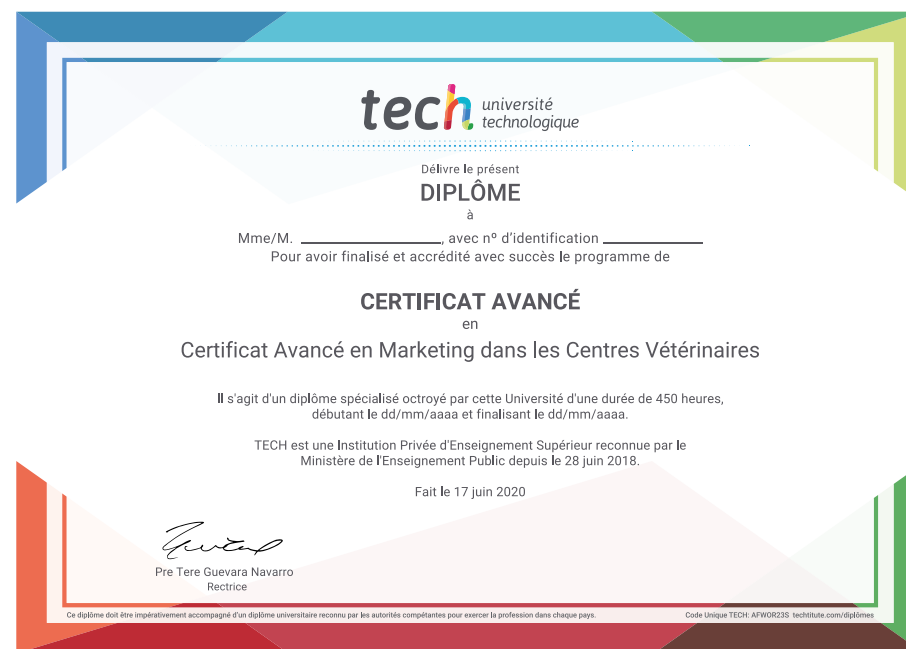 tech université
technologique
Délivre le présent
DIPLÔME
à
Mme/M. ____________________, avec nº d'identification ______________
Pour avoir finalisé et accrédité avec succès le programme de
CERTIFICAT AVANCÉ
en
Certificat Avancé en Marketing dans les Centres Vétérinaires
Il s'agit d'un diplôme spécialisé octroyé par cette Université d'une durée de 450 heures,
débutant le dd/mm/aaaa et finalisant le dd/mm/aaaa.
TECH est une Institution Privée d'Enseignement Supérieur reconnue par le
Ministère de l'Enseignement Public depuis le 28 juin 2018.
Fait le 17 juin 2020
Pre Tere Guevara Navarro
Rectrice
Ce diplôme doit être impérativement accompagné d'un diplôme universitaire reconnu par les autorités compétentes pour exercer la profession dans chaque pays.
Code Unique TECH: AFWOR23S techtitute.com/diplômes